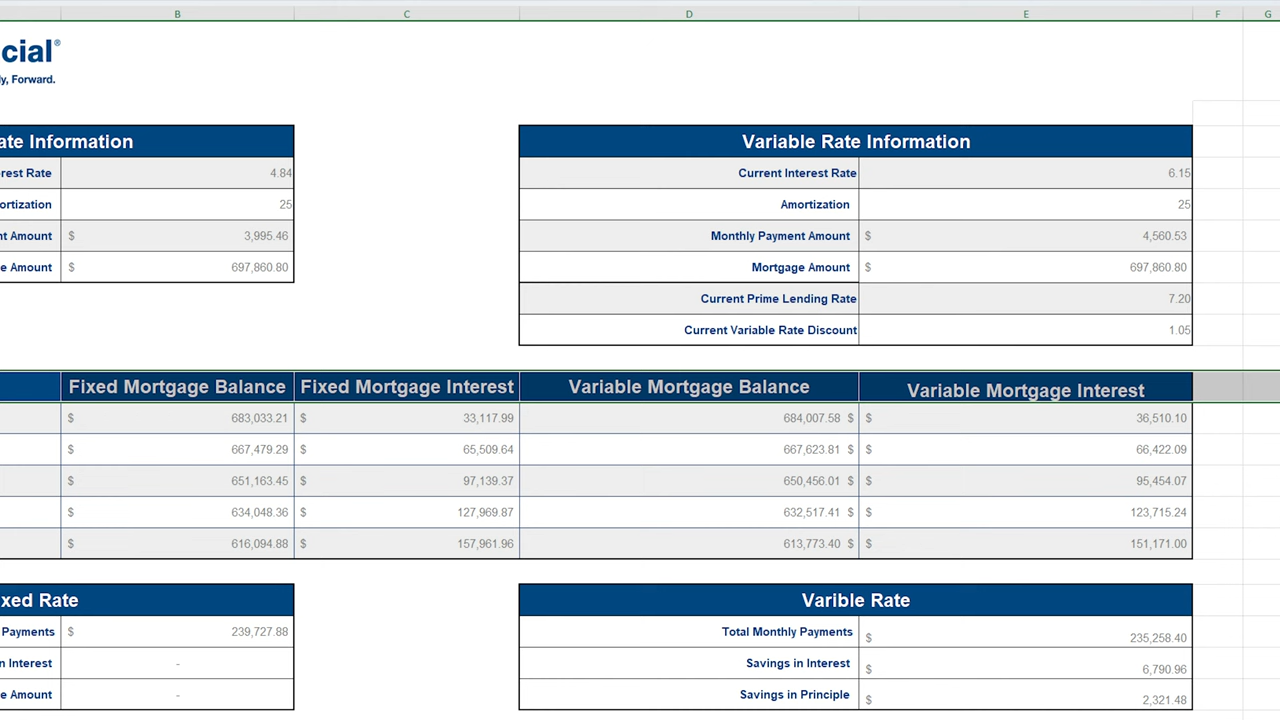 B C D E F G
cial®
y, Forward.
ate Information Variable Rate Information
rest Rate 4.84 Current Interest Rate 6.15
ortization 25 Amortization 25
nt Amount $ 3,995.46 Monthly Payment Amount $ 4,560.53
e Amount $ 697,860.80 Mortgage Amount $ 697,860.80
Current Prime Lending Rate 7.20
Current Variable Rate Discount 1.05
Fixed Mortgage Balance Fixed Mortgage Interest Variable Mortgage Balance Variable Mortgage Interest
$ 683,033.21 $ 33,117.99 684,007.58 $ $ 36,510.10
$ 667,479.29 $ 65,509.64 667,623.81 $ $ 66,422.09
$ 651,163.45 $ 97,139.37 650,456.01 $ $ 95,454.07
$ 634,048.36 $ 127,969.87 632,517.41 $ $ 123,715.24
$ 616,094.88 $ 157,961.96 613,773.40 $ $ 151,171.00
xed Rate Varible Rate
Payments $ 239,727.88 Total Monthly Payments $ 235,258.40
n Interest - Savings in Interest $ 6,790.96
e Amount - Savings in Principle $ 2,321.48